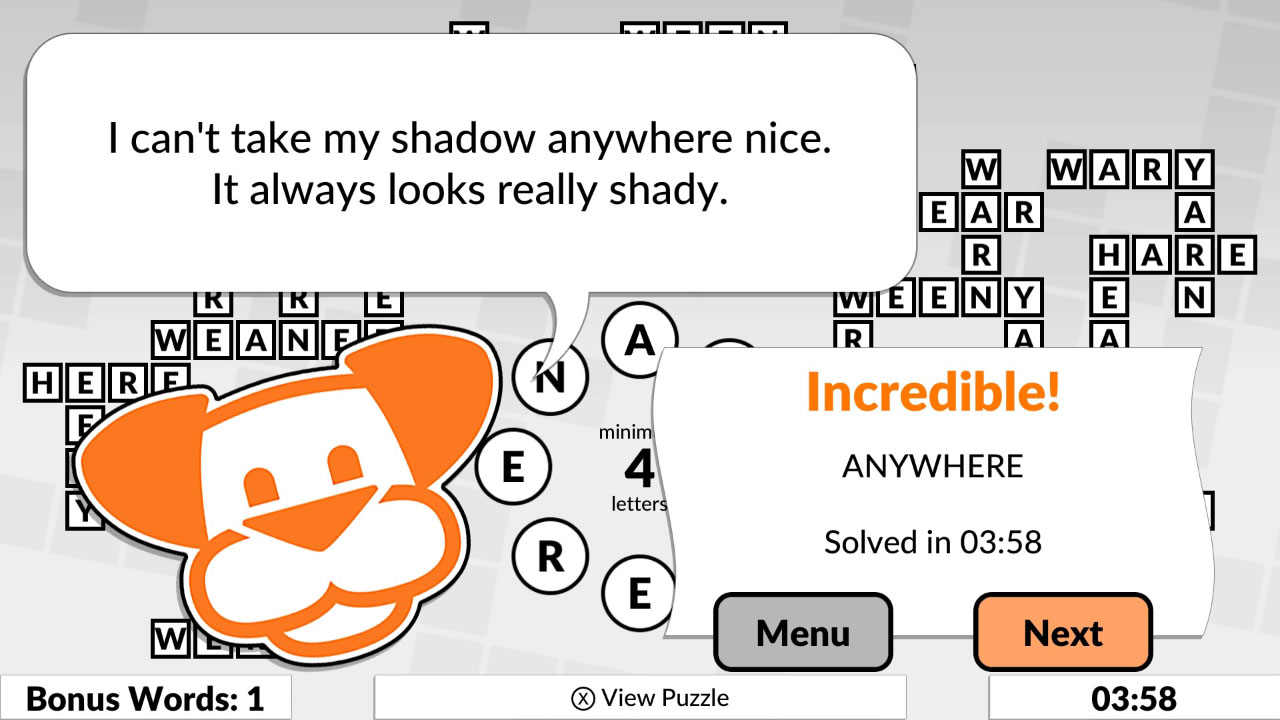 I can't take my shadow anywhere nice.
It always looks really shady.
W
WARY
EAR
A
R
HARE
WEENY
E
N
R
R
E
WEANE
R
A
A
HERE
E
Y
N
A
E
R
E
4
letters
Incredible!
ANYWHERE
Solved in 03:58
Menu
Next
Bonus Words: 1
Ⓧ View Puzzle
03:58